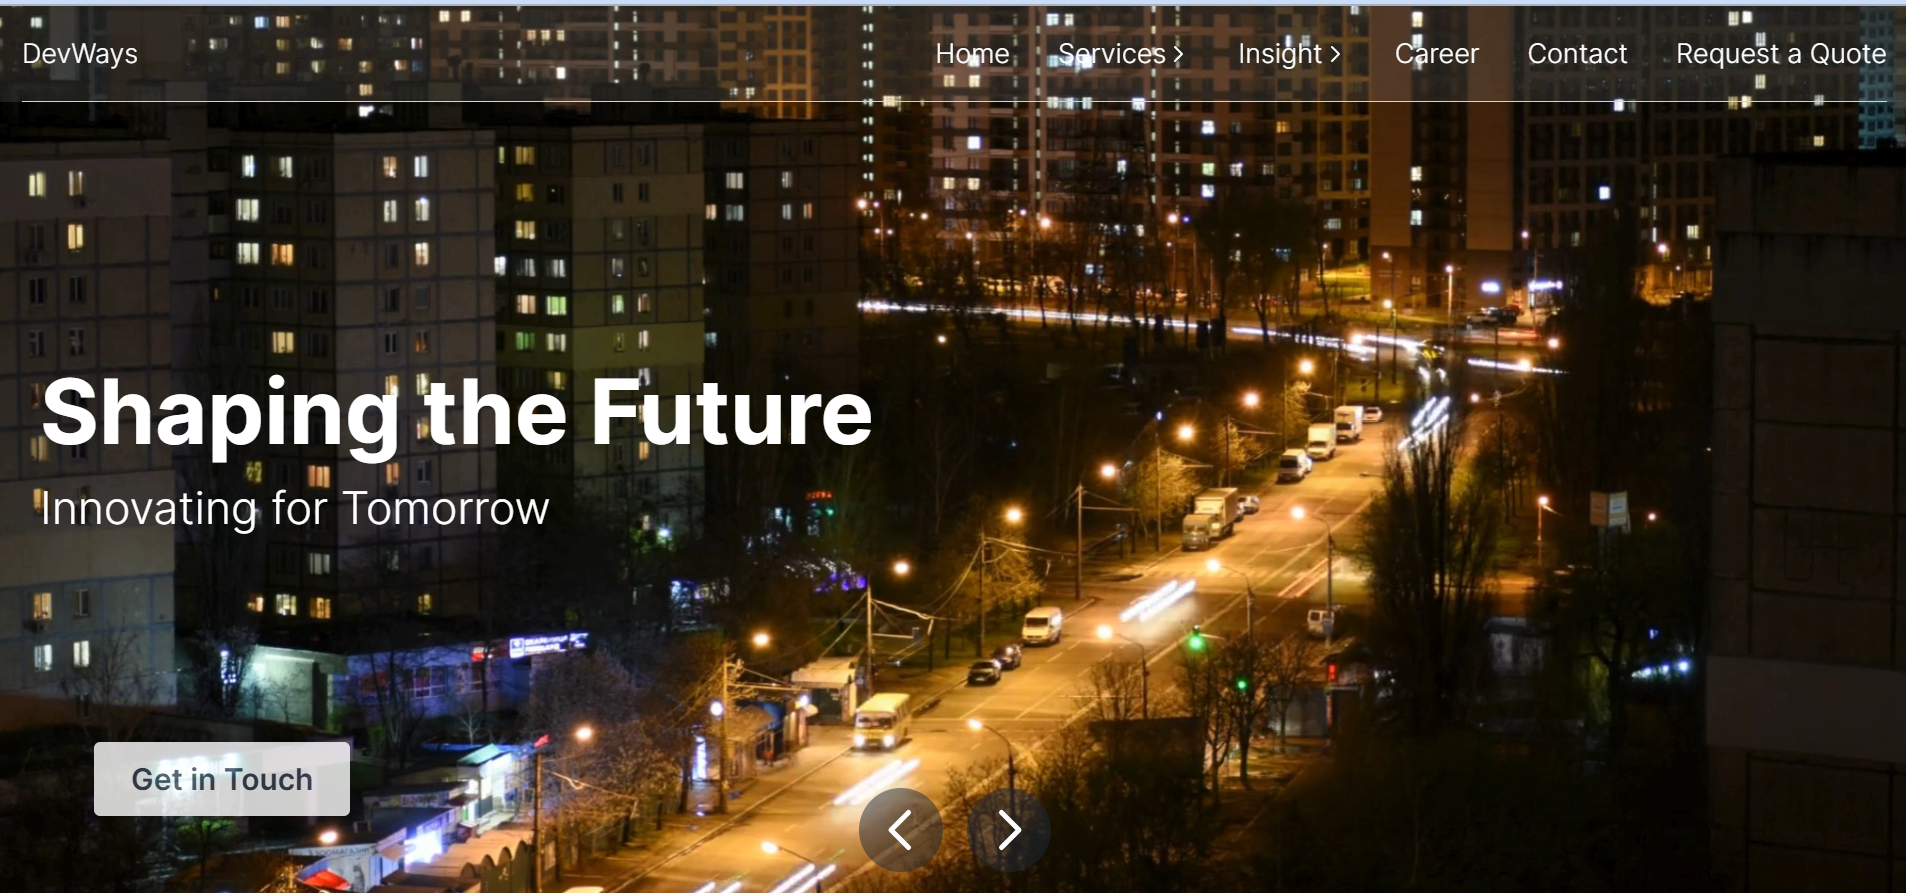 DevWays
Home Services Insight Career Contact Request a Quote
Shaping the Future
Innovating for Tomorrow
Get in Touch